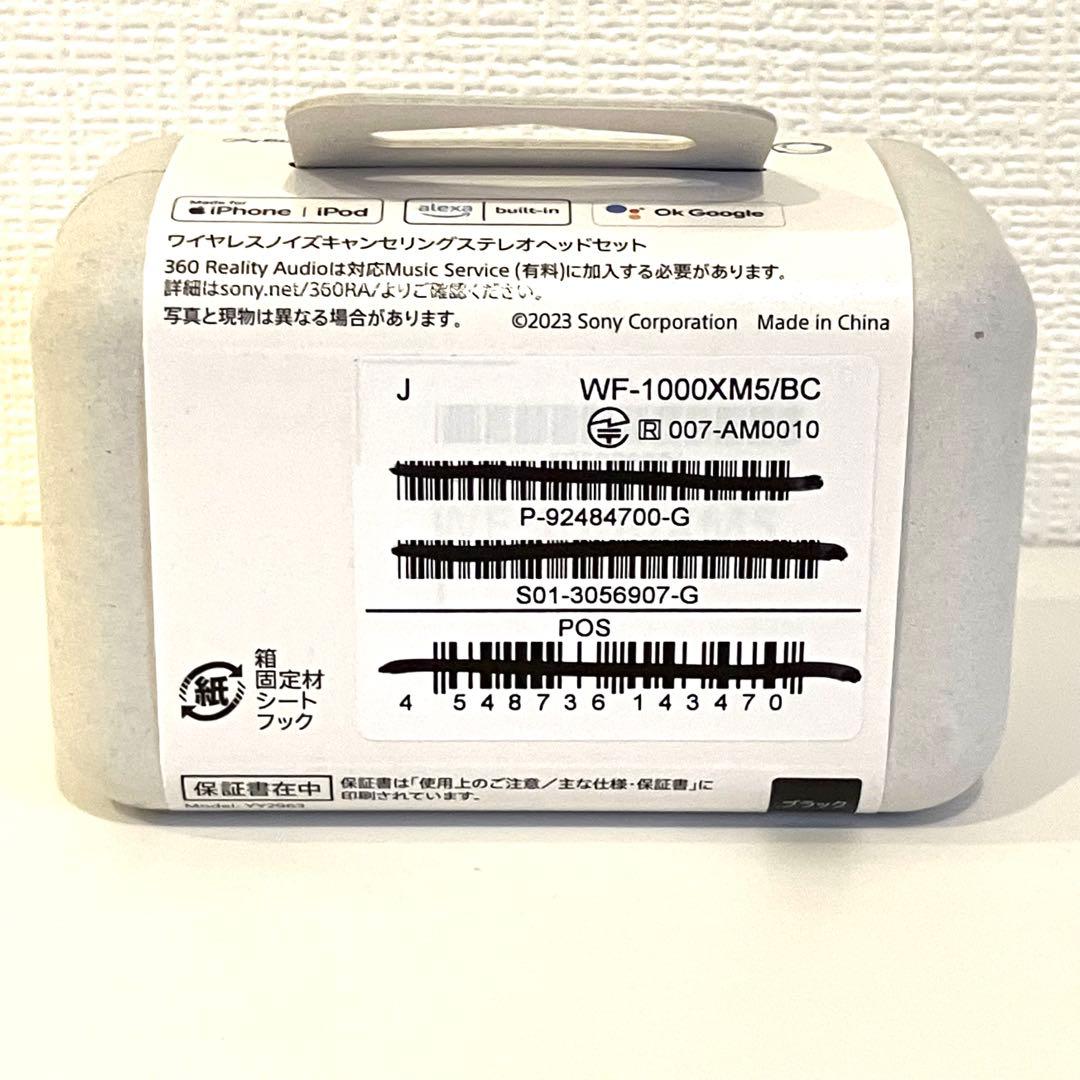 Made for
iPhone | iPod
alexa | built-in
Ok Google
ワイヤレスノイズキャンセリングステレオヘッドセット
360 Reality Audioは対応Music Service (有料)に加入する必要があります。
詳細はsony.net/360RA/よりご確認ください。
写真と現物は異なる場合があります。 ©2023 Sony Corporation Made in China
J WF-1000XM5/BC
R 007-AM0010
P-92484700-G
S01-3056907-G
POS
4 548736 143470
紙
箱
固定材
シート
フック
保証書在中
保証書は「使用上のご注意／主な仕様・保証書」に
印刷されています。
Model: YY2963
ブラック